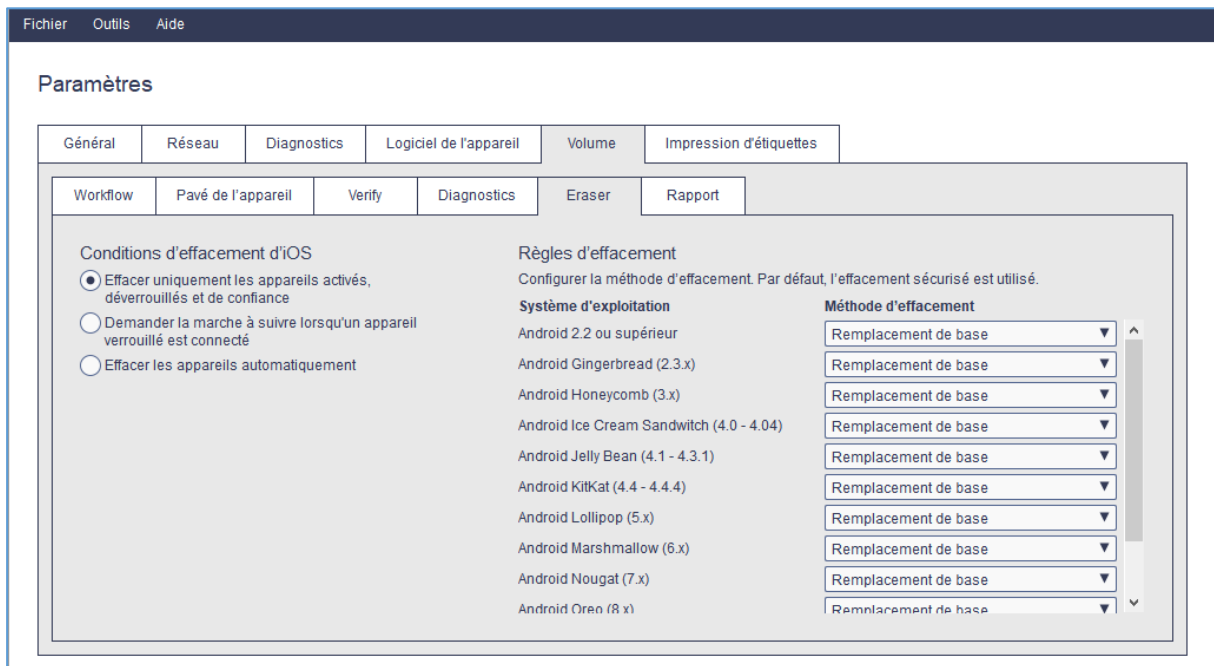 Fichier Outils Aide
Paramètres
Général Réseau Diagnostics Logiciel de l'appareil Volume Impression d'étiquettes
Workflow Pavé de l’appareil Verify Diagnostics Eraser Rapport
Conditions d’effacement d’iOS
Effacer uniquement les appareils activés,
déverrouillés et de confiance
Demander la marche à suivre lorsqu'un appareil
verrouillé est connecté
Effacer les appareils automatiquement
Règles d’effacement
Configurer la méthode d’effacement. Par défaut, l’effacement sécurisé est utilisé.
Système d'exploitation Méthode d’effacement
Android 2.2 ou supérieur Remplacement de base
Android Gingerbread (2.3.x) Remplacement de base
Android Honeycomb (3.x) Remplacement de base
Android Ice Cream Sandwitch (4.0 - 4.04) Remplacement de base
Android Jelly Bean (4.1 - 4.3.1) Remplacement de base
Android KitKat (4.4 - 4.4.4) Remplacement de base
Android Lollipop (5.x) Remplacement de base
Android Marshmallow (6.x) Remplacement de base
Android Nougat (7.x) Remplacement de base
Android Oreo (8.x) Remplacement de base